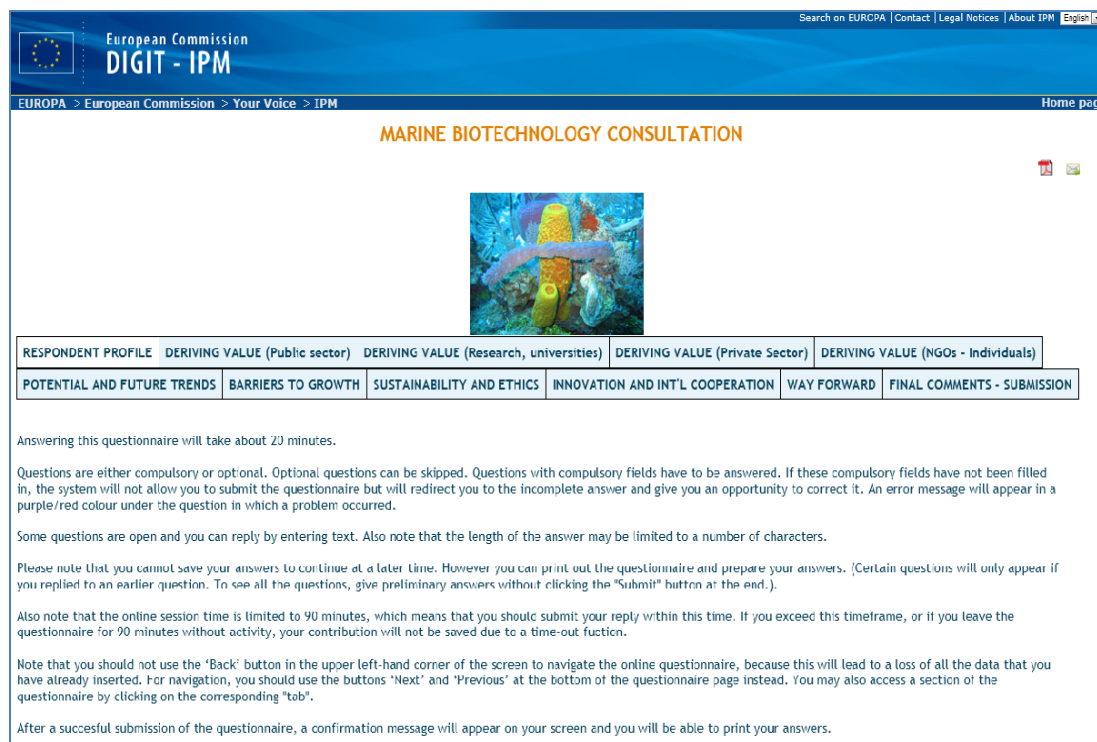 Search on EUROPA | Contact | Legal Notices | About IPM English
European Commission
DIGIT - IPM
EUROPA > European Commission > Your Voice > IPM Home pag
MARINE BIOTECHNOLOGY CONSULTATION
RESPONDENT PROFILE DERIVING VALUE (Public sector) DERIVING VALUE (Research, universities) DERIVING VALUE (Private Sector) DERIVING VALUE (NGOs - Individuals)
POTENTIAL AND FUTURE TRENDS BARRIERS TO GROWTH SUSTAINABILITY AND ETHICS INNOVATION AND INT'L COOPERATION WAY FORWARD FINAL COMMENTS - SUBMISSION
Answering this questionnaire will take about 20 minutes.
Questions are either compulsory or optional. Optional questions can be skipped. Questions with compulsory fields have to be answered. If these compulsory fields have not been filled
in, the system will not allow you to submit the questionnaire but will redirect you to the incomplete answer and give you an opportunity to correct it. An error message will appear in a
purple/red colour under the question in which a problem occurred.
Some questions are open and you can reply by entering text. Also note that the length of the answer may be limited to a number of characters.
Please note that you cannot save your answers to continue at a later time. However you can print out the questionnaire and prepare your answers. (Certain questions will only appear if
you replied to an earlier question. To see all the questions, give preliminary answers without clicking the "Submit" button at the end.).
Also note that the online session time is limited to 90 minutes, which means that you should submit your reply within this time. If you exceed this timeframe, or if you leave the
questionnaire for 90 minutes without activity, your contribution will not be saved due to a time-out fuction.
Note that you should not use the ‘Back’ button in the upper left-hand corner of the screen to navigate the online questionnaire, because this will lead to a loss of all the data that you
have already inserted. For navigation, you should use the buttons ‘Next’ and ‘Previous’ at the bottom of the questionnaire page instead. You may also access a section of the
questionnaire by clicking on the corresponding "tab".
After a succesful submission of the questionnaire, a confirmation message will appear on your screen and you will be able to print your answers.